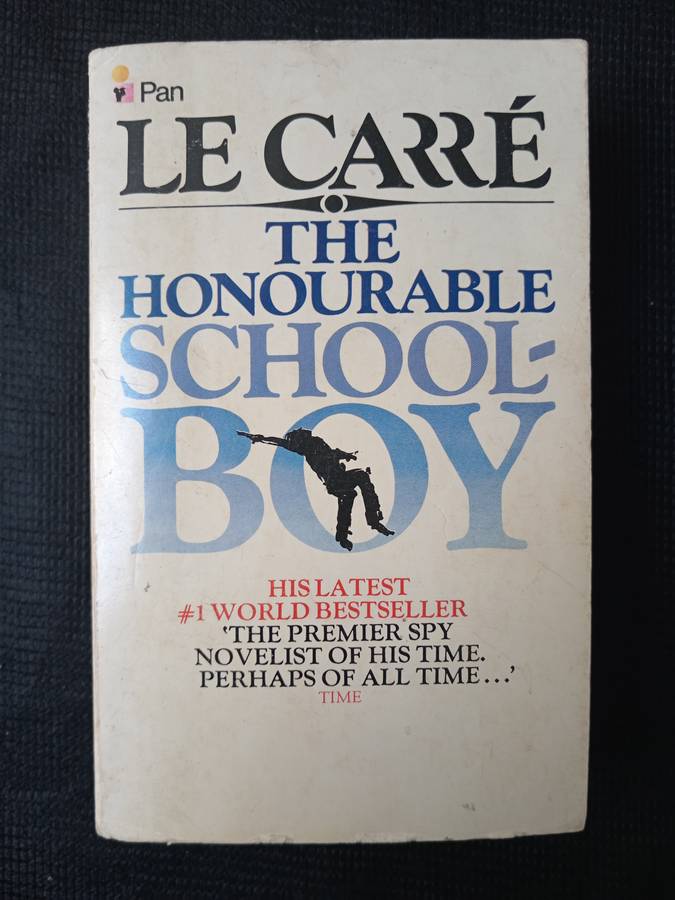 Pan
LE CARRÉ
THE
HONOURABLE
SCHOOL-
BOY
HIS LATEST
#1 WORLD BESTSELLER
‘THE PREMIER SPY
NOVELIST OF HIS TIME.
PERHAPS OF ALL TIME...’
TIME